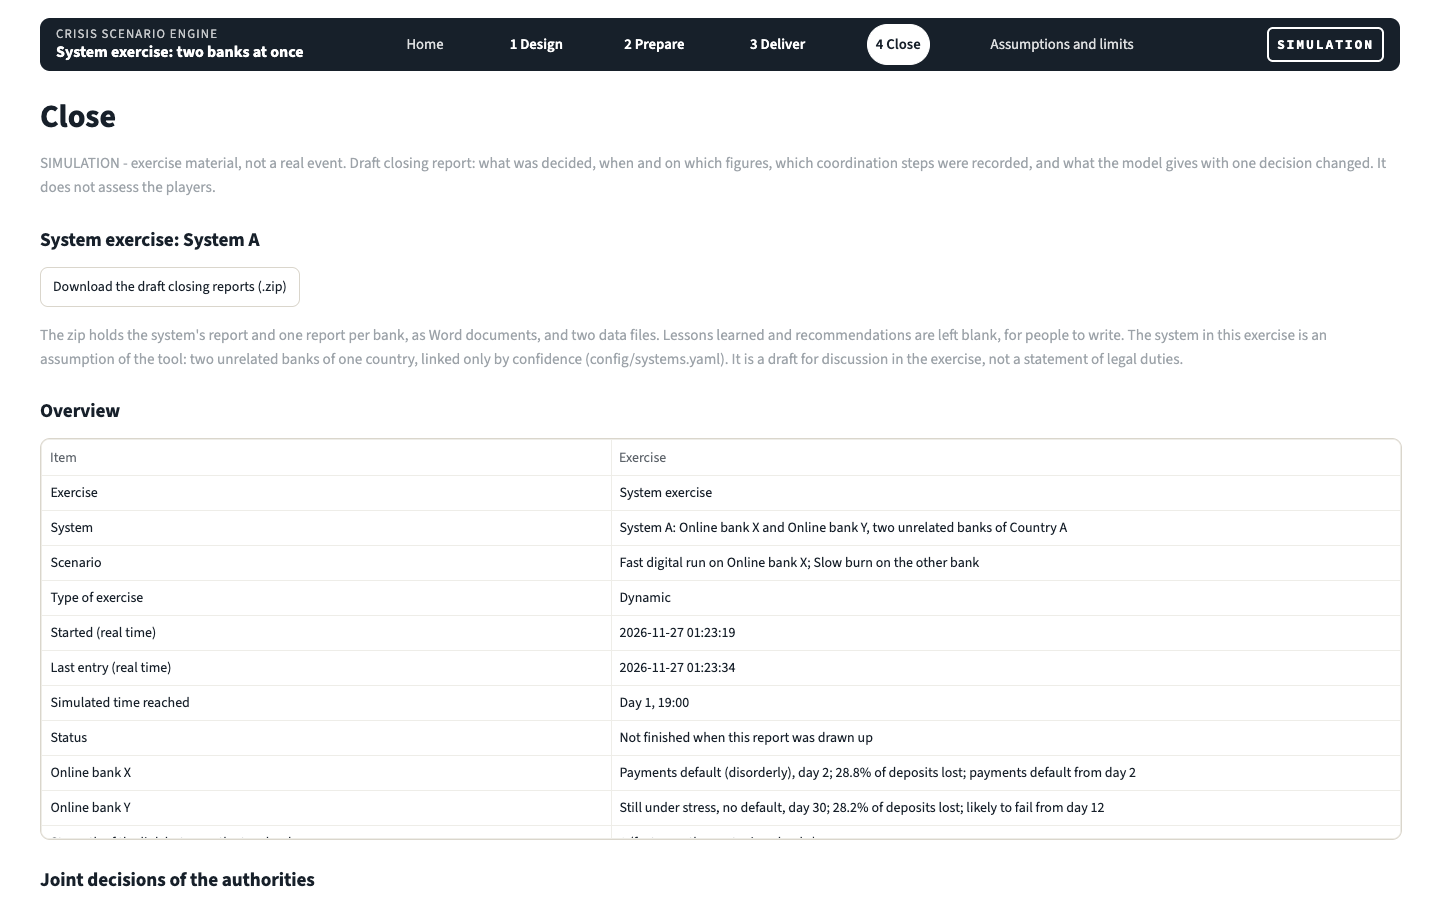 CRISIS SCENARIO ENGINE
System exercise: two banks at once
Home
1 Design
2 Prepare
3 Deliver
4 Close
Assumptions and limits
SIMULATION
Close
SIMULATION - exercise material, not a real event. Draft closing report: what was decided, when and on which figures, which coordination steps were recorded, and what the model gives with one decision changed. It
does not assess the players.
System exercise: System A
Download the draft closing reports (.zip)
The zip holds the system's report and one report per bank, as Word documents, and two data files. Lessons learned and recommendations are left blank, for people to write. The system in this exercise is an
assumption of the tool: two unrelated banks of one country, linked only by confidence (config/systems.yaml). It is a draft for discussion in the exercise, not a statement of legal duties.
Overview
Item Exercise
Exercise System exercise
System System A: Online bank X and Online bank Y, two unrelated banks of Country A
Scenario Fast digital run on Online bank X; Slow burn on the other bank
Type of exercise Dynamic
Started (real time) 2026-11-27 01:23:19
Last entry (real time) 2026-11-27 01:23:34
Simulated time reached Day 1, 19:00
Status Not finished when this report was drawn up
Online bank X Payments default (disorderly), day 2; 28.8% of deposits lost; payments default from day 2
Online bank Y Still under stress, no default, day 30; 28.2% of deposits lost; likely to fail from day 12
Joint decisions of the authorities